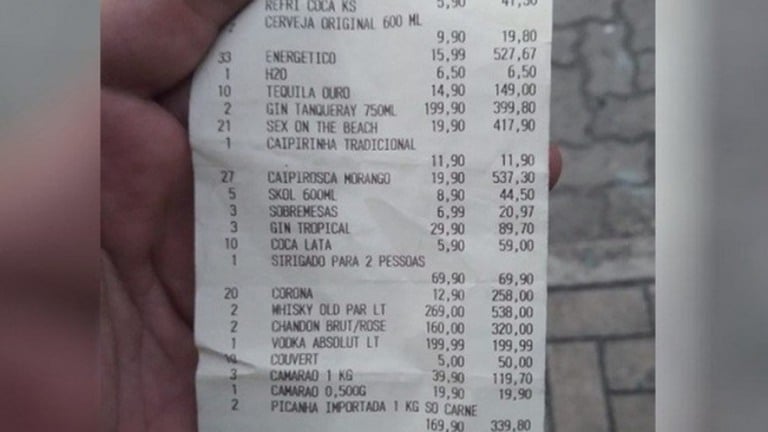 REFRI COCA KS 5,90 41,30
CERVEJA ORIGINAL 600 ML
9,90 19,80
33 ENERGETICO 15,99 527,67
1 H2O 6,50 6,50
10 TEQUILA OURO 14,90 149,00
2 GIN TANQUERAY 750ML 199,90 399,80
21 SEX ON THE BEACH 19,90 417,90
1 CAIPIRINHA TRADICIONAL
11,90 11,90
27 CAIPIROSCA MORANGO 19,90 537,30
5 SKOL 600ML 8,90 44,50
3 SOBREMESAS 6,99 20,97
3 GIN TROPICAL 29,90 89,70
10 COCA LATA 5,90 59,00
1 SIRIGADO PARA 2 PESSOAS
69,90 69,90
20 CORONA 12,90 258,00
2 WHISKY OLD PAR LT 269,00 538,00
2 CHANDON BRUT/ROSE 160,00 320,00
1 VODKA ABSOLUT LT 199,99 199,99
COUVERT 5,00 50,00
3 CAMARAO 1 KG 39,90 119,70
1 CAMARAO 0,500G 19,90 19,90
2 PICANHA IMPORTADA 1 KG SO CARNE
169,90 339,80